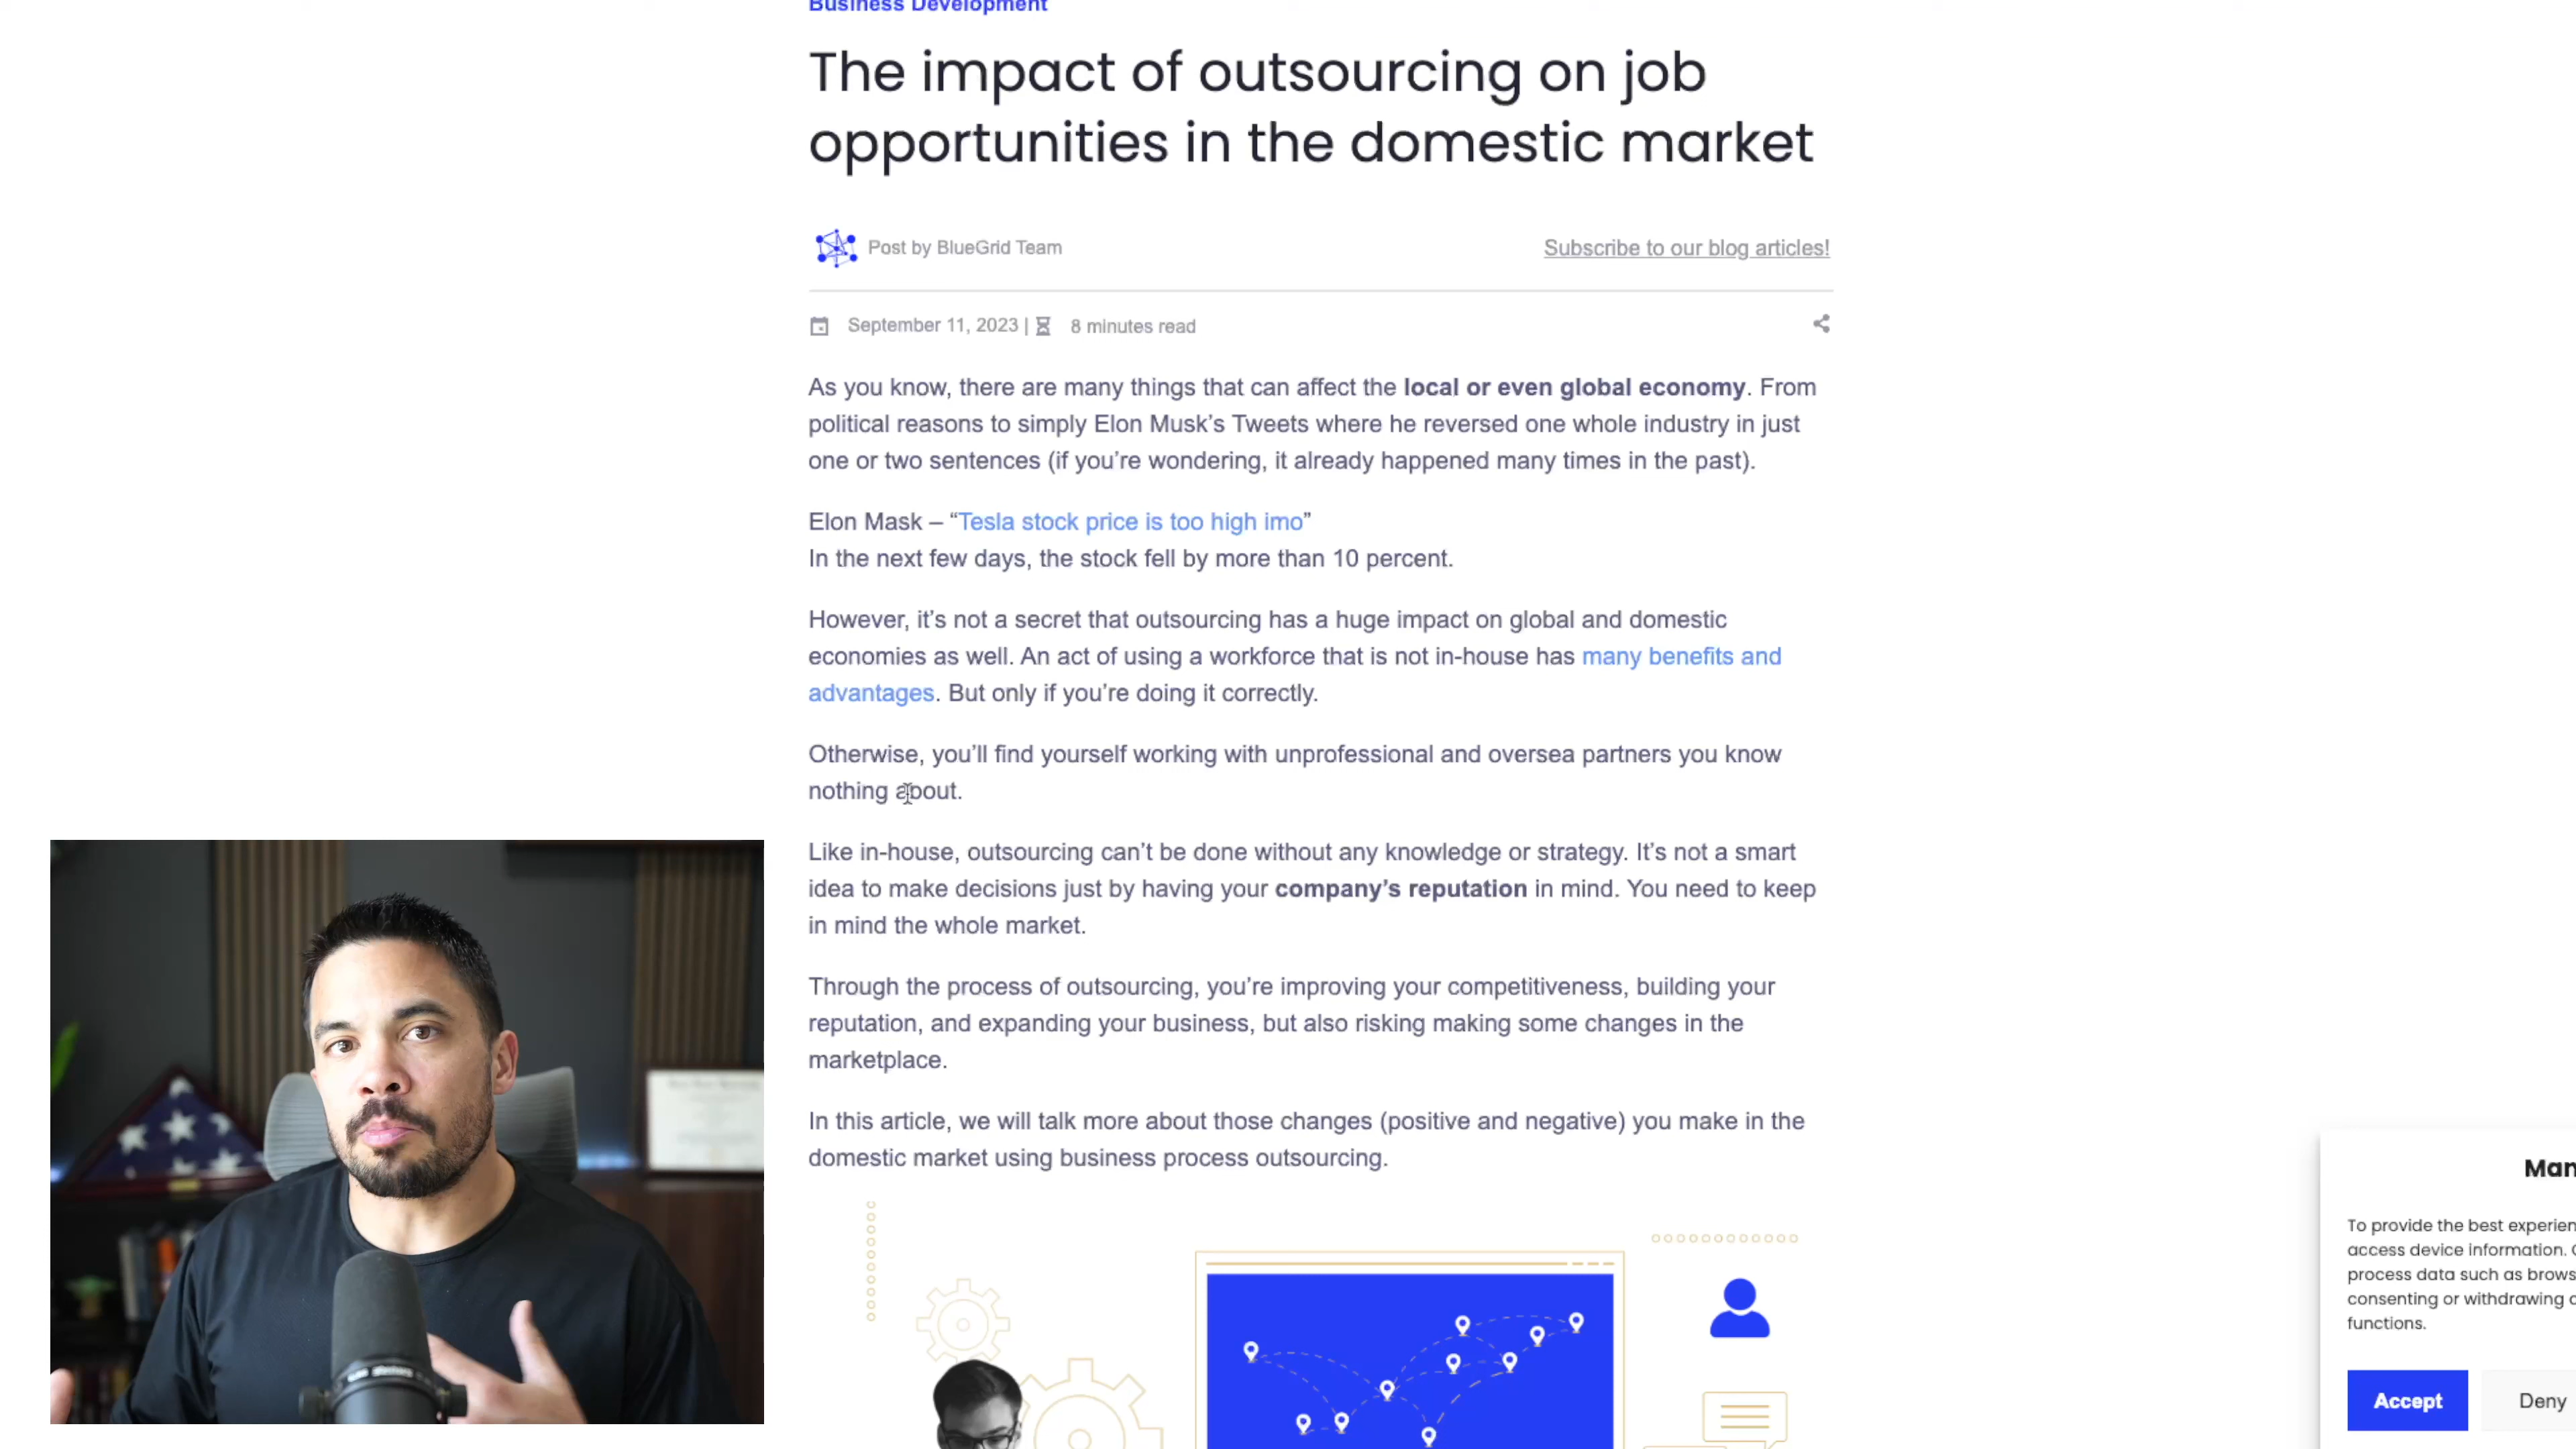 Business Development
The impact of outsourcing on job
opportunities in the domestic market
Post by BlueGrid Team
Subscribe to our blog articles!
September 11, 2023 | 8 minutes read
As you know, there are many things that can affect the local or even global economy. From
political reasons to simply Elon Musk's Tweets where he reversed one whole industry in just
one or two sentences (if you're wondering, it already happened many times in the past).
Elon Mask – “Tesla stock price is too high imo”
In the next few days, the stock fell by more than 10 percent.
However, it’s not a secret that outsourcing has a huge impact on global and domestic
economies as well. An act of using a workforce that is not in-house has many benefits and
advantages. But only if you’re doing it correctly.
Otherwise, you’ll find yourself working with unprofessional and oversea partners you know
nothing about.
Like in-house, outsourcing can’t be done without any knowledge or strategy. It’s not a smart
idea to make decisions just by having your company’s reputation in mind. You need to keep
in mind the whole market.
Through the process of outsourcing, you’re improving your competitiveness, building your
reputation, and expanding your business, but also risking making some changes in the
marketplace.
In this article, we will talk more about those changes (positive and negative) you make in the
domestic market using business process outsourcing.
Man
To provide the best experien
access device information.
process data such as brows
consenting or withdrawing
functions.
Accept
Deny